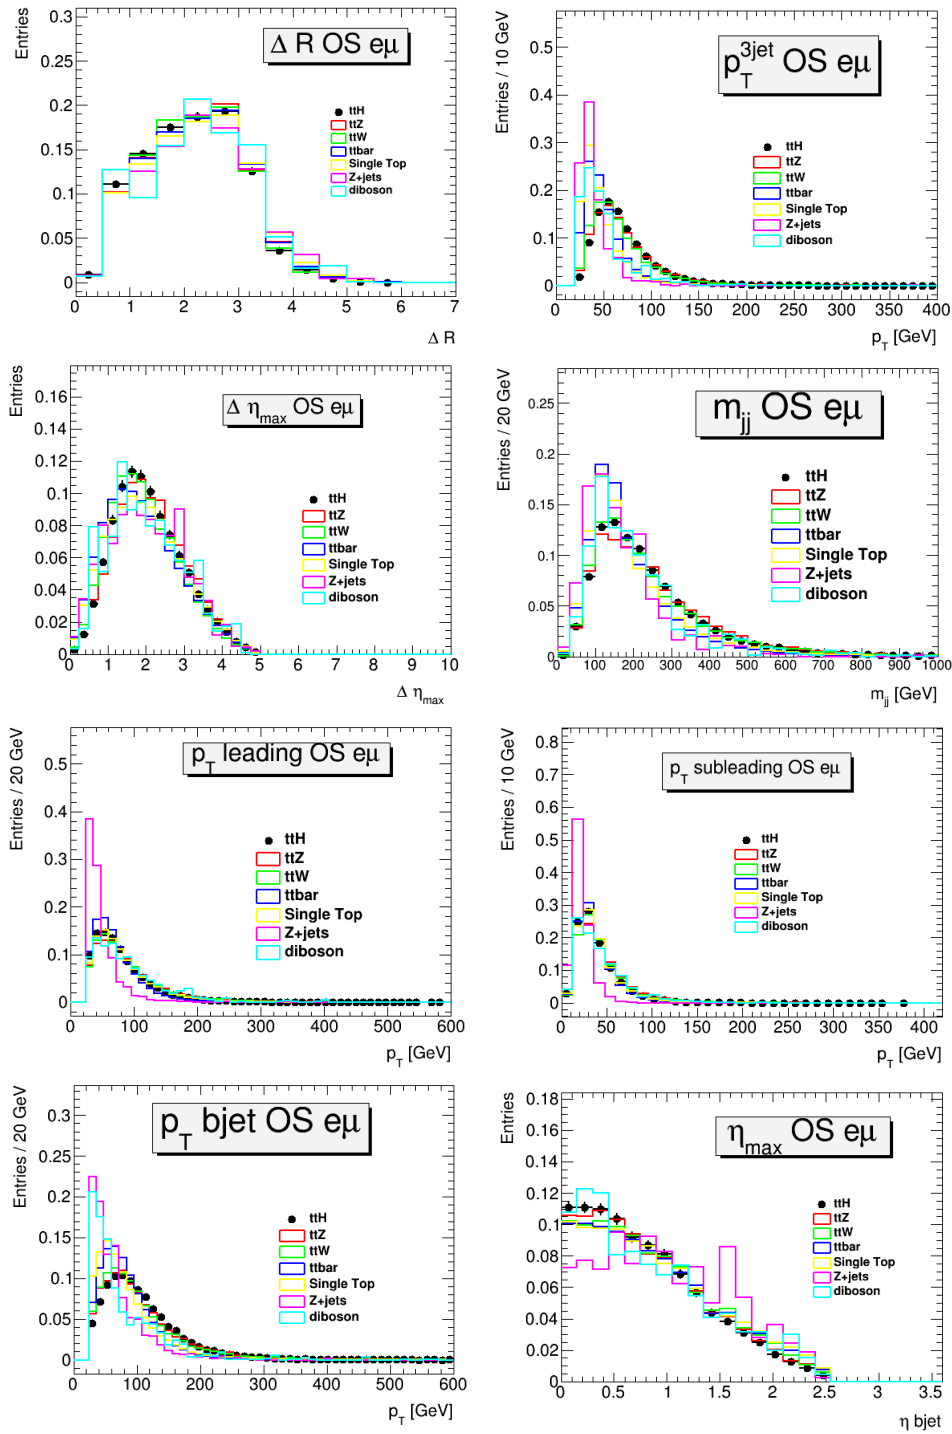 Entries
Δ R OS eμ
0.3
0.25
0.2
0.15
0.1
0.05
0
ttH
ttZ
ttW
ttbar
Single Top
Z+jets
diboson
0 1 2 3 4 5 6 7
Δ R
Entries / 10 GeV
p_T^3jet OS eμ
0.5
0.4
0.3
0.2
0.1
0
ttH
ttZ
ttW
ttbar
Single Top
Z+jets
diboson
0 50 100 150 200 250 300 350 400
p_T [GeV]
Entries
Δ η_max OS eμ
0.16
0.14
0.12
0.1
0.08
0.06
0.04
0.02
0
ttH
ttZ
ttW
ttbar
Single Top
Z+jets
diboson
0 1 2 3 4 5 6 7 8 9 10
Δ η_max
Entries / 20 GeV
m_jj OS eμ
0.25
0.2
0.15
0.1
0.05
0
ttH
ttZ
ttW
ttbar
Single Top
Z+jets
diboson
0 100 200 300 400 500 600 700 800 900 1000
m_jj [GeV]
Entries / 20 GeV
p_T leading OS eμ
0.5
0.4
0.3
0.2
0.1
0
ttH
ttZ
ttW
ttbar
Single Top
Z+jets
diboson
0 100 200 300 400 500 600
p_T [GeV]
Entries / 10 GeV
p_T subleading OS eμ
0.8
0.7
0.6
0.5
0.4
0.3
0.2
0.1
0
ttH
ttZ
ttW
ttbar
Single Top
Z+jets
diboson
0 50 100 150 200 250 300 350 400
p_T [GeV]
Entries / 20 GeV
p_T bjet OS eμ
0.3
0.25
0.2
0.15
0.1
0.05
0
ttH
ttZ
ttW
ttbar
Single Top
Z+jets
diboson
0 100 200 300 400 500 600
p_T [GeV]
Entries
η_max OS eμ
0.18
0.16
0.14
0.12
0.1
0.08
0.06
0.04
0.02
0
ttH
ttZ
ttW
ttbar
Single Top
Z+jets
diboson
0 0.5 1 1.5 2 2.5 3 3.5
η bjet